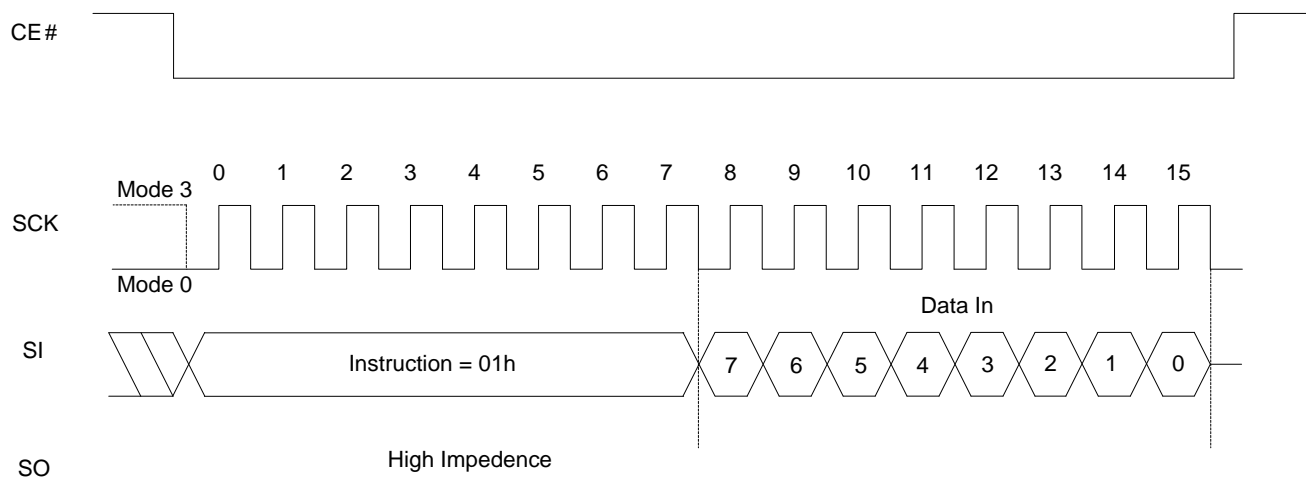 CE#
0 1 2 3 4 5 6 7 8 9 10 11 12 13 14 15
Mode 3
SCK
Mode 0
Data In
SI
Instruction = 01h
7 6 5 4 3 2 1 0
High Impedence
SO